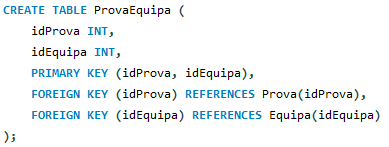 CREATE TABLE ProvaEquipa (
idProva INT,
idEquipa INT,
PRIMARY KEY (idProva, idEquipa),
FOREIGN KEY (idProva) REFERENCES Prova(idProva),
FOREIGN KEY (idEquipa) REFERENCES Equipa(idEquipa)
);